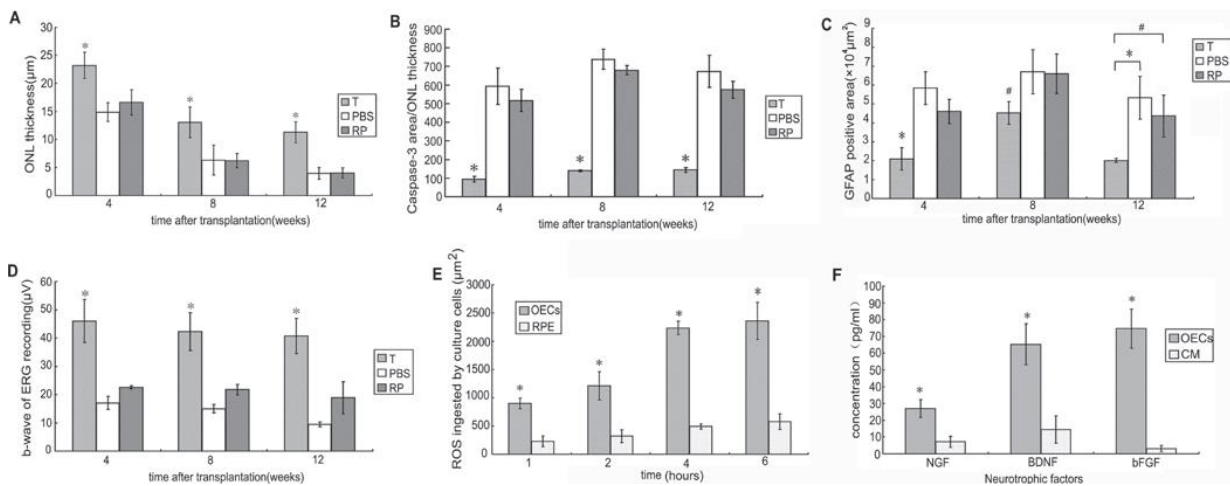 A
ONL thickness(μm)
30
25
20
15
10
5
0
*
*
*
T
PBS
RP
4
8
12
time after transplantation(weeks)
B
Caspase-3 area/ONL thickness
900
800
700
600
500
400
300
200
100
0
*
*
*
T
PBS
RP
4
8
12
time after transplantation(weeks)
C
GFAP positive area(×10⁴μm²)
9
8
7
6
5
4
3
2
1
0
*
#
*
#
T
PBS
RP
4
8
12
time after transplantation(weeks)
D
b-wave of ERG recording(μV)
60
50
40
30
20
10
0
*
*
*
T
PBS
RP
4
8
12
time after transplantation(weeks)
E
ROS ingested by culture cells (μm²)
3000
2500
2000
1500
1000
500
0
*
*
*
*
OECs
RPE
1
2
4
6
time (hours)
F
concentration (pg/ml)
100
90
80
70
60
50
40
30
20
10
0
*
*
*
OECs
CM
NGF
BDNF
bFGF
Neurotrophic factors